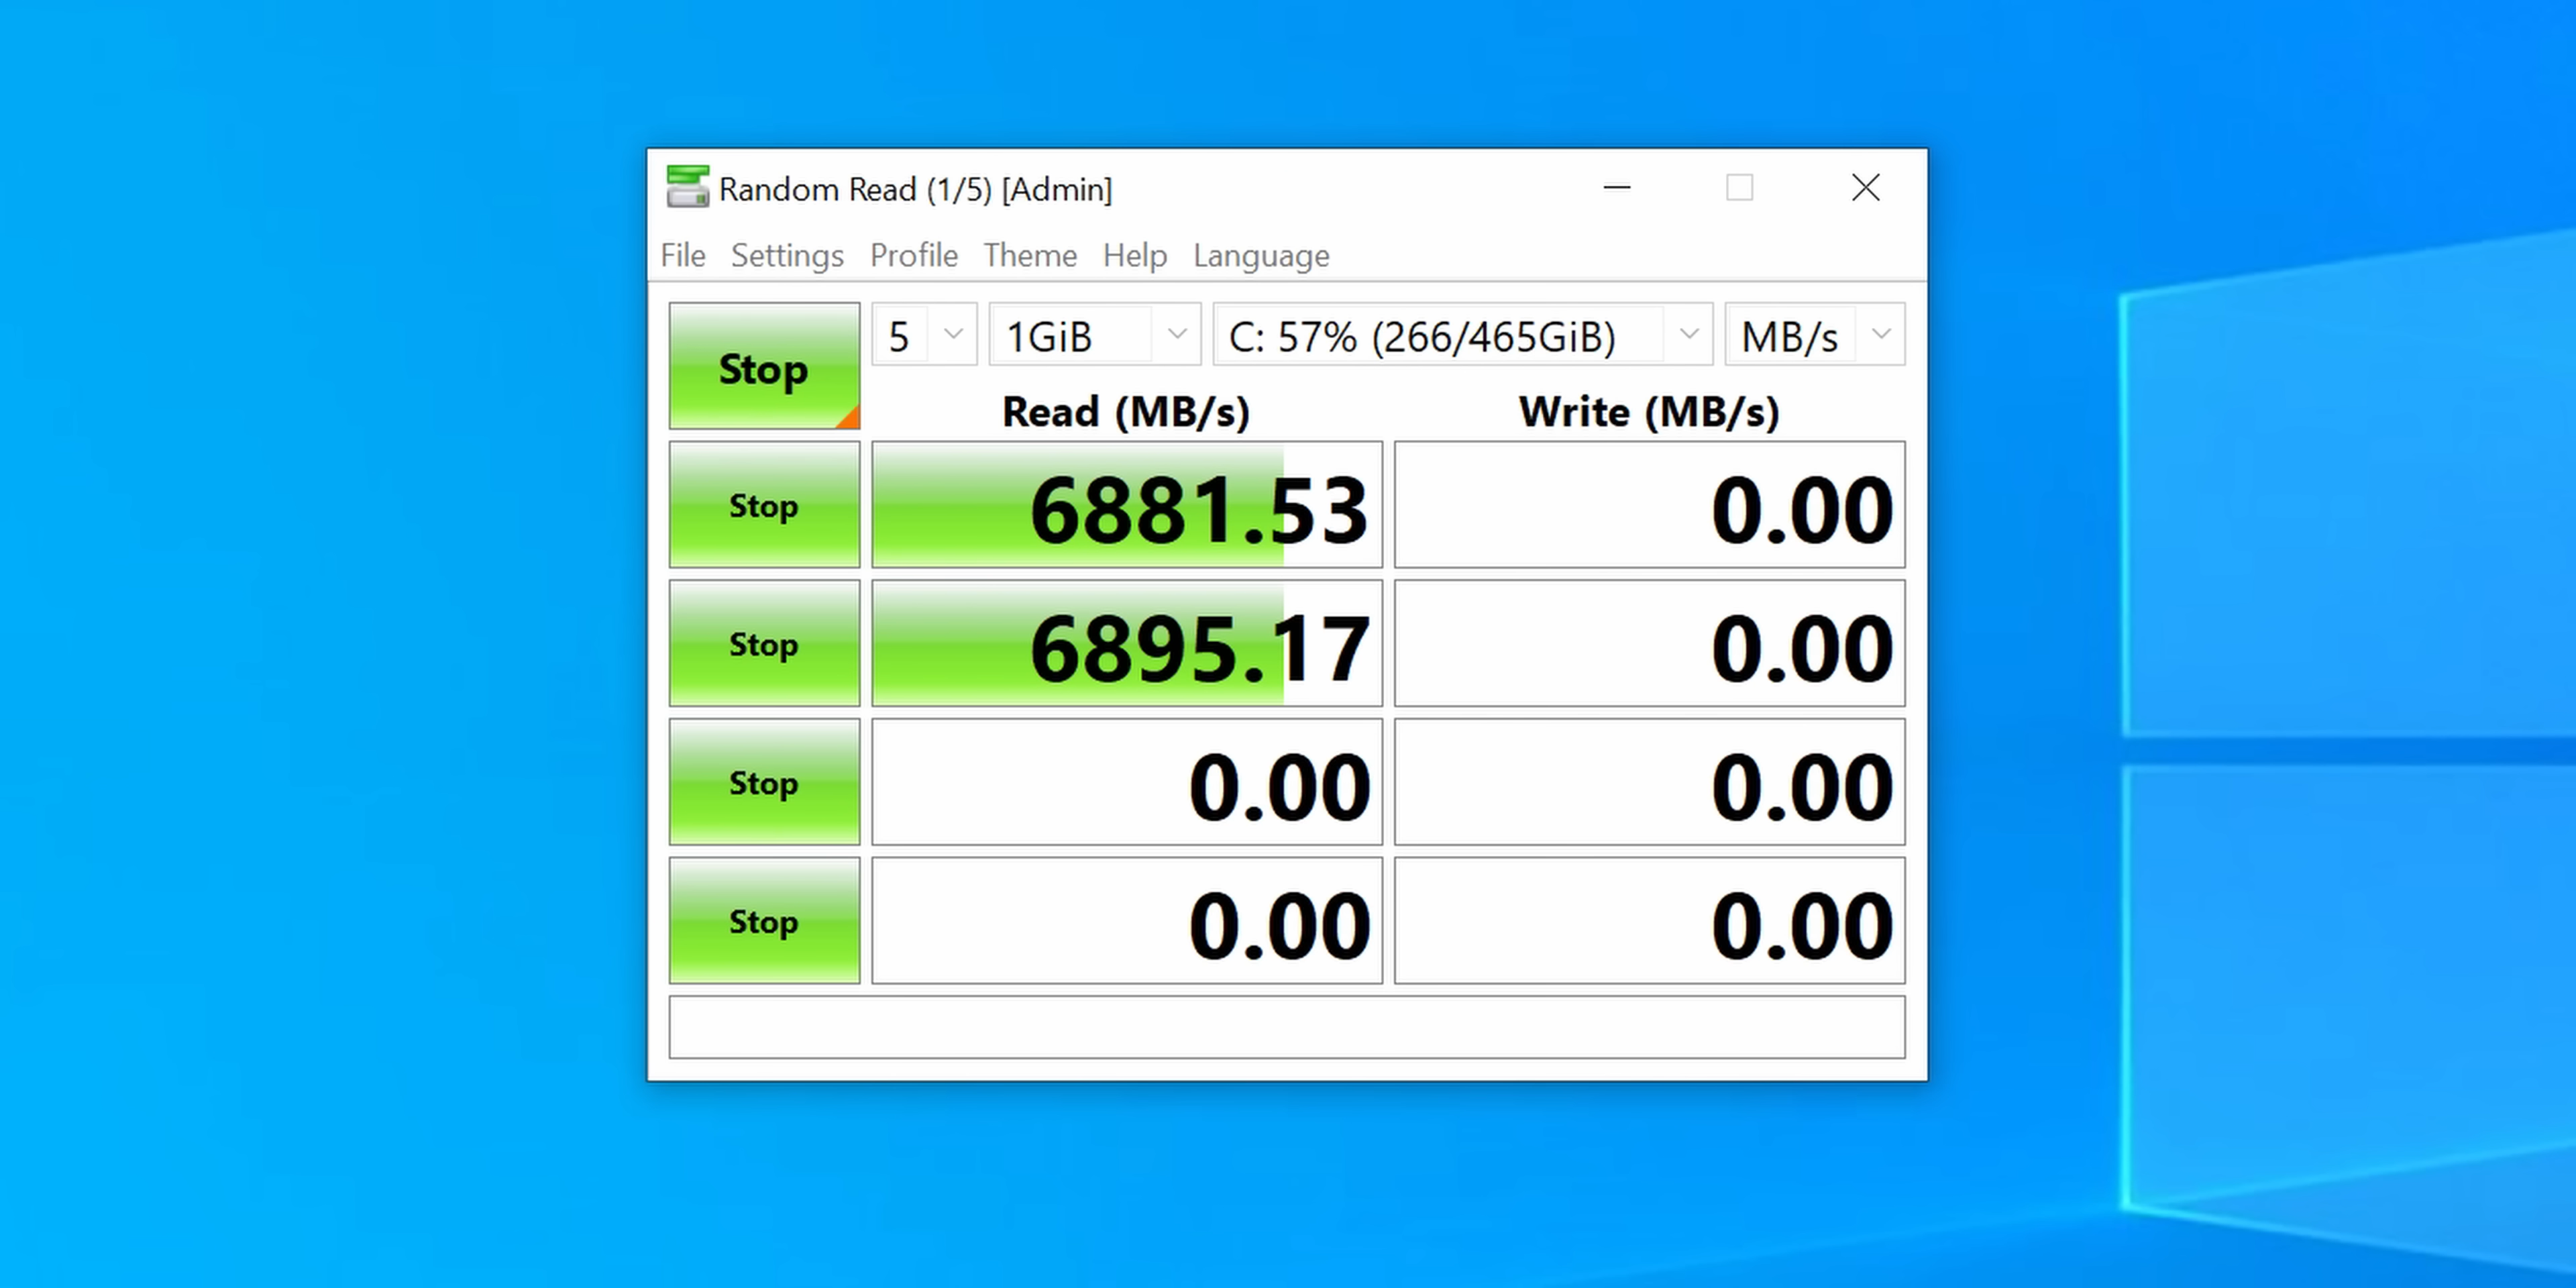 Random Read (1/5) [Admin]
File Settings Profile Theme Help Language
Stop 5 1GiB C: 57% (266/465GiB) MB/s
Read (MB/s) Write (MB/s)
Stop 6881.53 0.00
Stop 6895.17 0.00
Stop 0.00 0.00
Stop 0.00 0.00